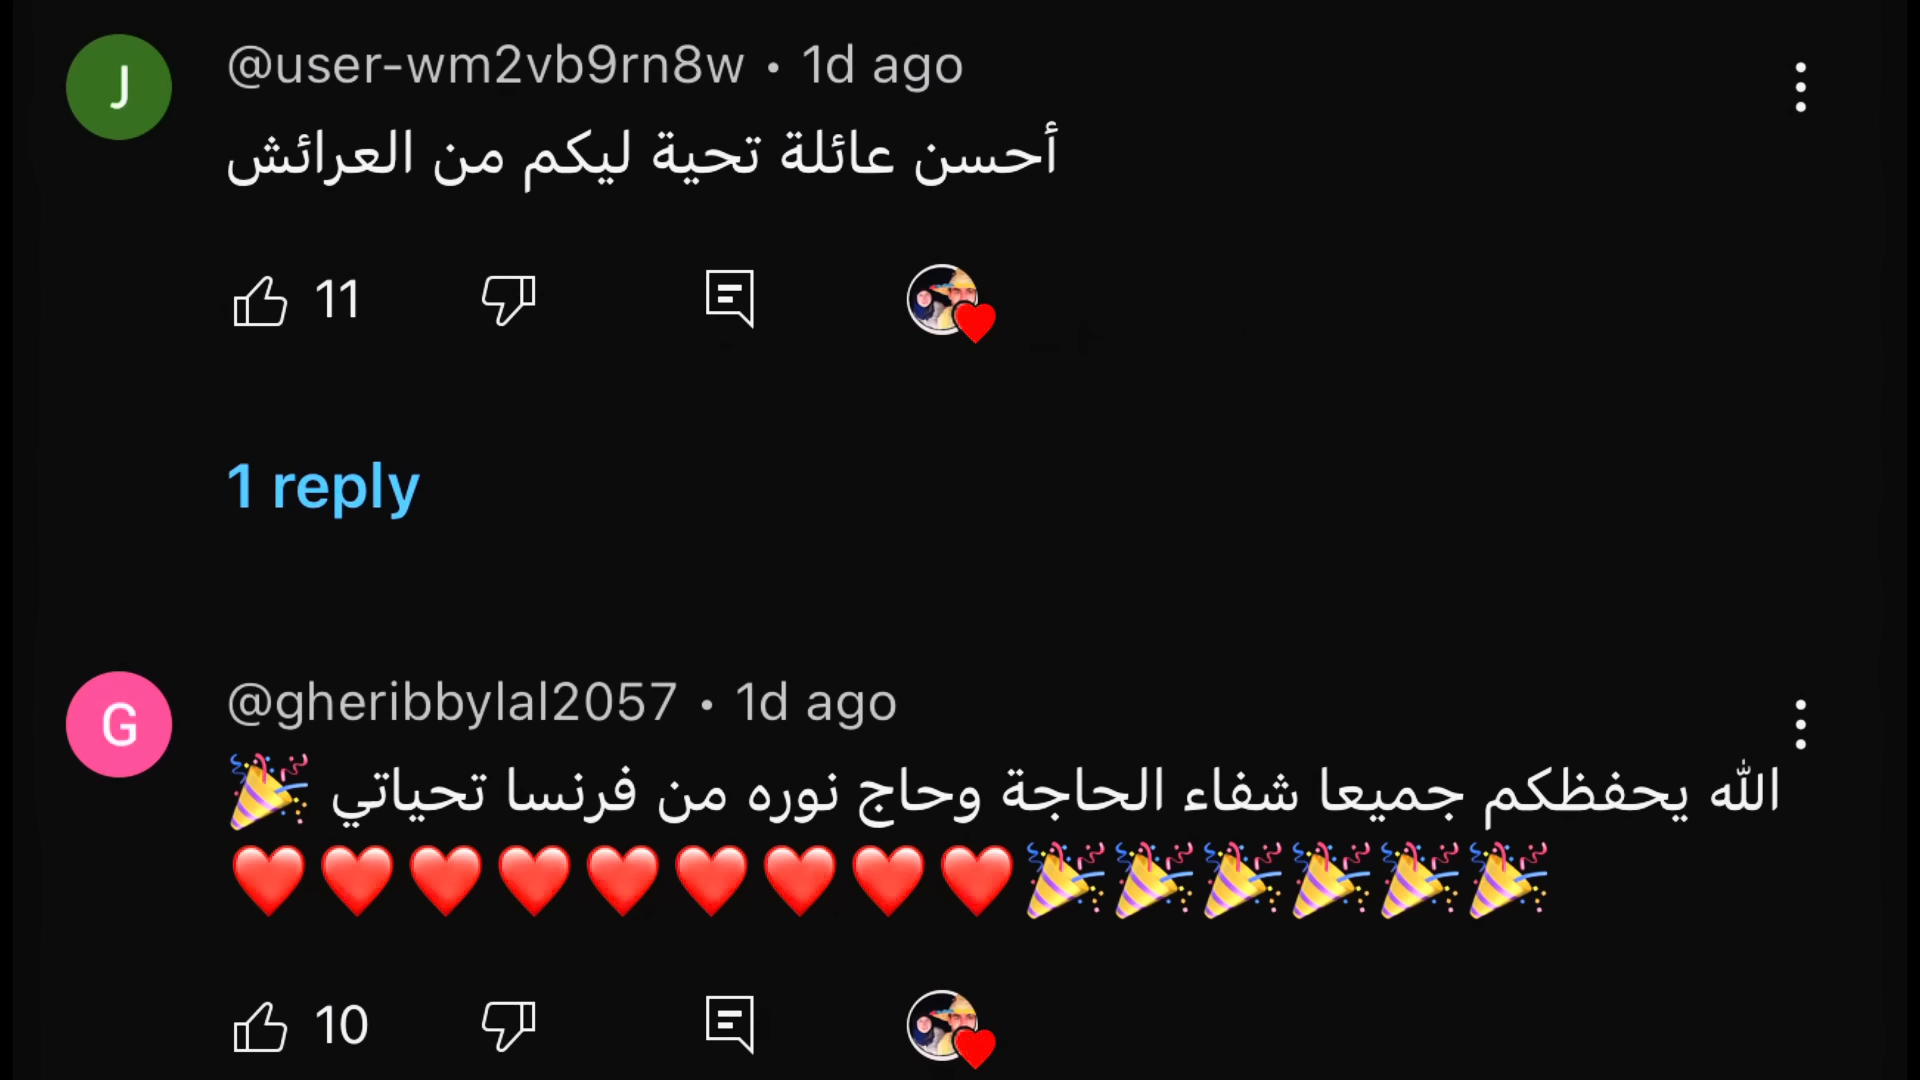 J
@user-wm2vb9rn8w • 1d ago
أحسن عائلة تحية ليكم من العرائش
11
1 reply
G
@gheribbylal2057 • 1d ago
الله يحفظكم جميعا شفاء الحاجة وحاج نوره من فرنسا تحياتي 🎉
❤️❤️❤️❤️❤️❤️❤️❤️❤️🎉🎉🎉🎉🎉🎉
10